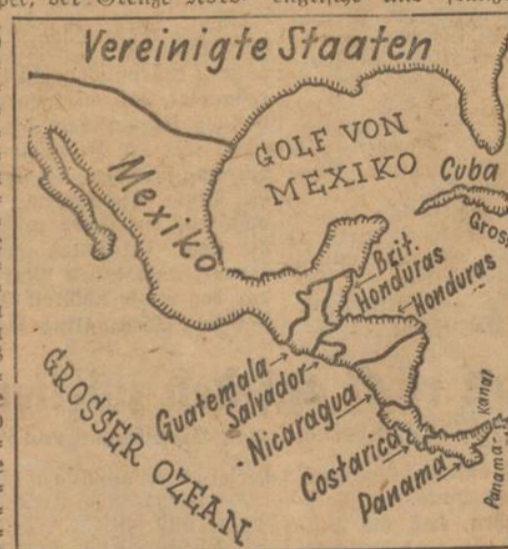 Vereinigte Staaten
GOLF VON
MEXIKO
Cuba
Mexiko
Brit.
Honduras
Honduras
GROSSER OZEAN
Guatemala
Salvador
Nicaragua
Costarica
Panama
Panama-Kanal